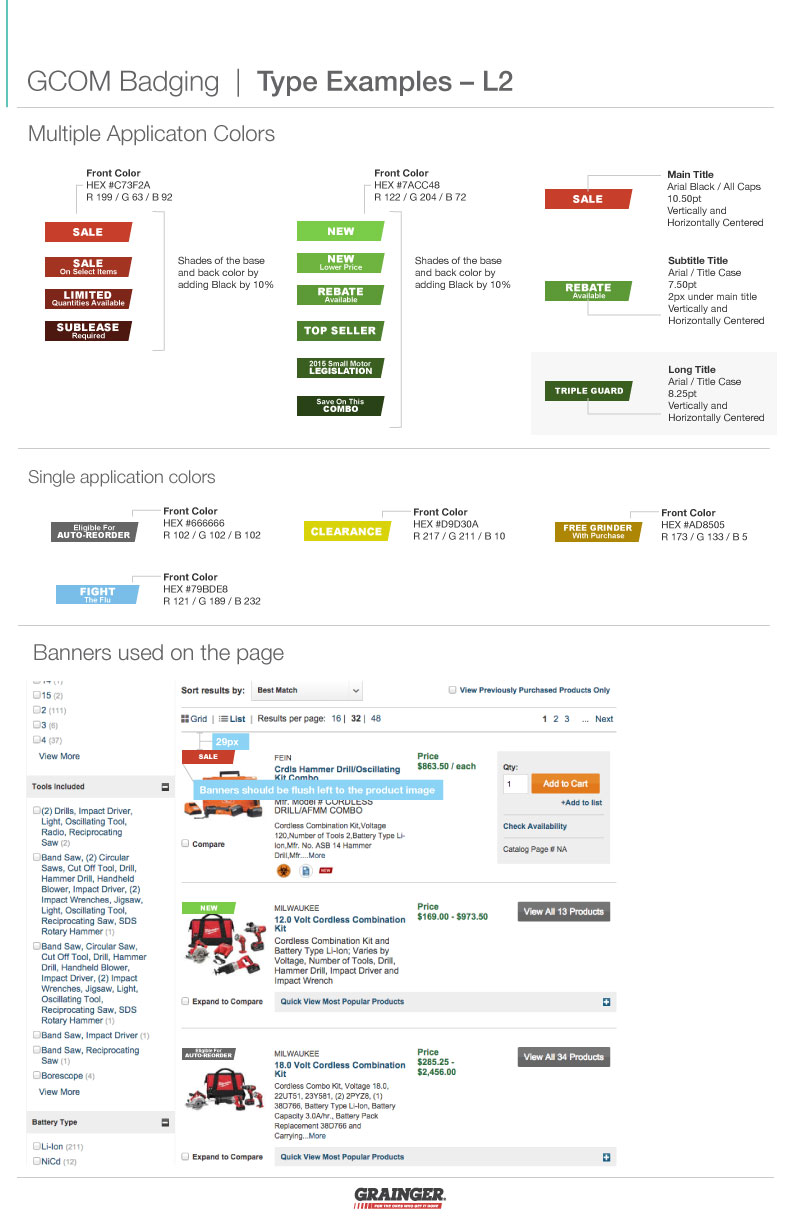 GCOM Badging | Type Examples – L2
Multiple Applicaton Colors
Front Color
HEX #C73F2A
R 199 / G 63 / B 92
SALE
SALE
On Select Items
LIMITED
Quantities Available
SUBLEASE
Required
Shades of the base
and back color by
adding Black by 10%
Front Color
HEX #7ACC48
R 122 / G 204 / B 72
NEW
NEW
Lower Price
REBATE
Available
TOP SELLER
2015 Small Motor
LEGISLATION
Save On This
COMBO
Shades of the base
and back color by
adding Black by 10%
SALE
Main Title
Arial Black / All Caps
10.50pt
Vertically and
Horizontally Centered
REBATE
Available
Subtitle Title
Arial / Title Case
7.50pt
2px under main title
Vertically and
Horizontally Centered
TRIPLE GUARD
Long Title
Arial / Title Case
8.25pt
Vertically and
Horizontally Centered
Single application colors
Eligible For
AUTO-REORDER
Front Color
HEX #666666
R 102 / G 102 / B 102
CLEARANCE
Front Color
HEX #D9D30A
R 217 / G 211 / B 10
FREE GRINDER
With Purchase
Front Color
HEX #AD8505
R 173 / G 133 / B 5
FIGHT
The Flu
Front Color
HEX #79BDE8
R 121 / G 189 / B 232
Banners used on the page
14 (1)
15 (2)
2 (111)
3 (6)
4 (37)
View More
Tools included
(2) Drills, Impact Driver,
Light, Oscillating Tool,
Radio, Reciprocating
Saw (2)
Band Saw, (2) Circular
Saws, Cut Off Tool, Drill,
Hammer Drill, Handheld
Blower, Impact Driver, (2)
Impact Wrenches, Jigsaw,
Light, Oscillating Tool,
Reciprocating Saw, SDS
Rotary Hammer (1)
Band Saw, Circular Saw,
Cut Off Tool, Drill, Hammer
Drill, Handheld Blower,
Impact Driver, (2) Impact
Wrenches, Jigsaw, Light,
Oscillating Tool,
Reciprocating Saw, SDS
Rotary Hammer (1)
Band Saw, Impact Driver (1)
Band Saw, Reciprocating
Saw (1)
Borescope (4)
View More
Battery Type
Li-Ion (211)
NiCd (12)
Sort results by: Best Match
View Previously Purchased Products Only
Grid | List | Results per page: 16 | 32 | 48
1 2 3 ... Next
29px
SALE
FEIN
Crdls Hammer Drill/Oscillating
Kit Combo
Banners should be flush left to the product image
Mfr. Model # CORDLESS
DRILL/AFMM COMBO
Cordless Combination Kit,Voltage
120,Number of Tools 2,Battery Type Li-
Ion,Mfr. No. ASB 14 Hammer
Drill,Mfr....More
NEW
Compare
Price
$863.50 / each
Qty:
1
Add to Cart
+Add to list
Check Availability
Catalog Page # NA
NEW
MILWAUKEE
12.0 Volt Cordless Combination
Kit
Cordless Combination Kit and
Battery Type Li-Ion; Varies by
Voltage, Number of Tools, Drill,
Hammer Drill, Impact Driver and
Impact Wrench
Price
$169.00 - $973.50
View All 13 Products
Expand to Compare
Quick View Most Popular Products
Eligible For
AUTO-REORDER
MILWAUKEE
18.0 Volt Cordless Combination
Kit
Cordless Combo Kit, Voltage 18.0,
22UT51, 23Y581, (2) 2PYZ8, (1)
38D766, Battery Type Li-Ion, Battery
Capacity 3.0A/hr., Battery Pack
Replacement 38D766 and
Carrying...More
Price
$285.25 -
$2,456.00
View All 34 Products
Expand to Compare
Quick View Most Popular Products
GRAINGER
FOR THE ONES WHO GET IT DONE